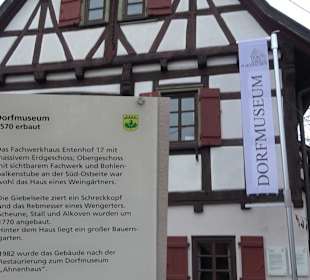 Dorfmuseum
1570 erbaut
Das Fachwerkhaus Entenhof 12 mit
massivem Erdgeschoss; Obergeschoss
mit sichtbarem Fachwerk und Bohlen-
balkenstube an der Süd-Ostseite war
wohl das Haus eines Weingärtners.
Die Giebelseite ziert ein Schreckkopf
und das Rebmesser eines Wengertors.
Scheune, Stall und Alkoven wurden um
1770 angebaut.
Hinter dem Haus liegt ein großer Bauern-
garten.
1982 wurde das Gebäude nach der
Restaurierung zum Dorfmuseum
„Ahnenhaus“.
DORFMUSEUM